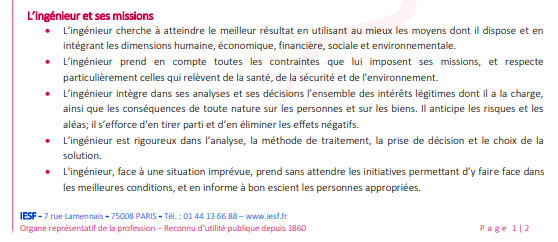 L'ingénieur et ses missions
• L'ingénieur cherche à atteindre le meilleur résultat en utilisant au mieux les moyens dont il dispose et en
intégrant les dimensions humaine, économique, financière, sociale et environnementale.
• L'ingénieur prend en compte toutes les contraintes que lui imposent ses missions, et respecte
particulièrement celles qui relèvent de la santé, de la sécurité et de l'environnement.
• L'ingénieur intègre dans ses analyses et ses décisions l'ensemble des intérêts légitimes dont il a la charge,
ainsi que les conséquences de toute nature sur les personnes et sur les biens. Il anticipe les risques et les
aléas; il s'efforce d'en tirer parti et d'en éliminer les effets négatifs.
• L'ingénieur est rigoureux dans l'analyse, la méthode de traitement, la prise de décision et le choix de la
solution.
• L'ingénieur, face à une situation imprévue, prend sans attendre les initiatives permettant d'y faire face dans
les meilleures conditions, et en informe à bon escient les personnes appropriées.
IESF - 7 rue Lamennais - 75008 PARIS - Tél. : 01 44 13 66 88 – www.iesf.fr
Organe représentatif de la profession – Reconnu d'utilité publique depuis 1860 Page 1|2